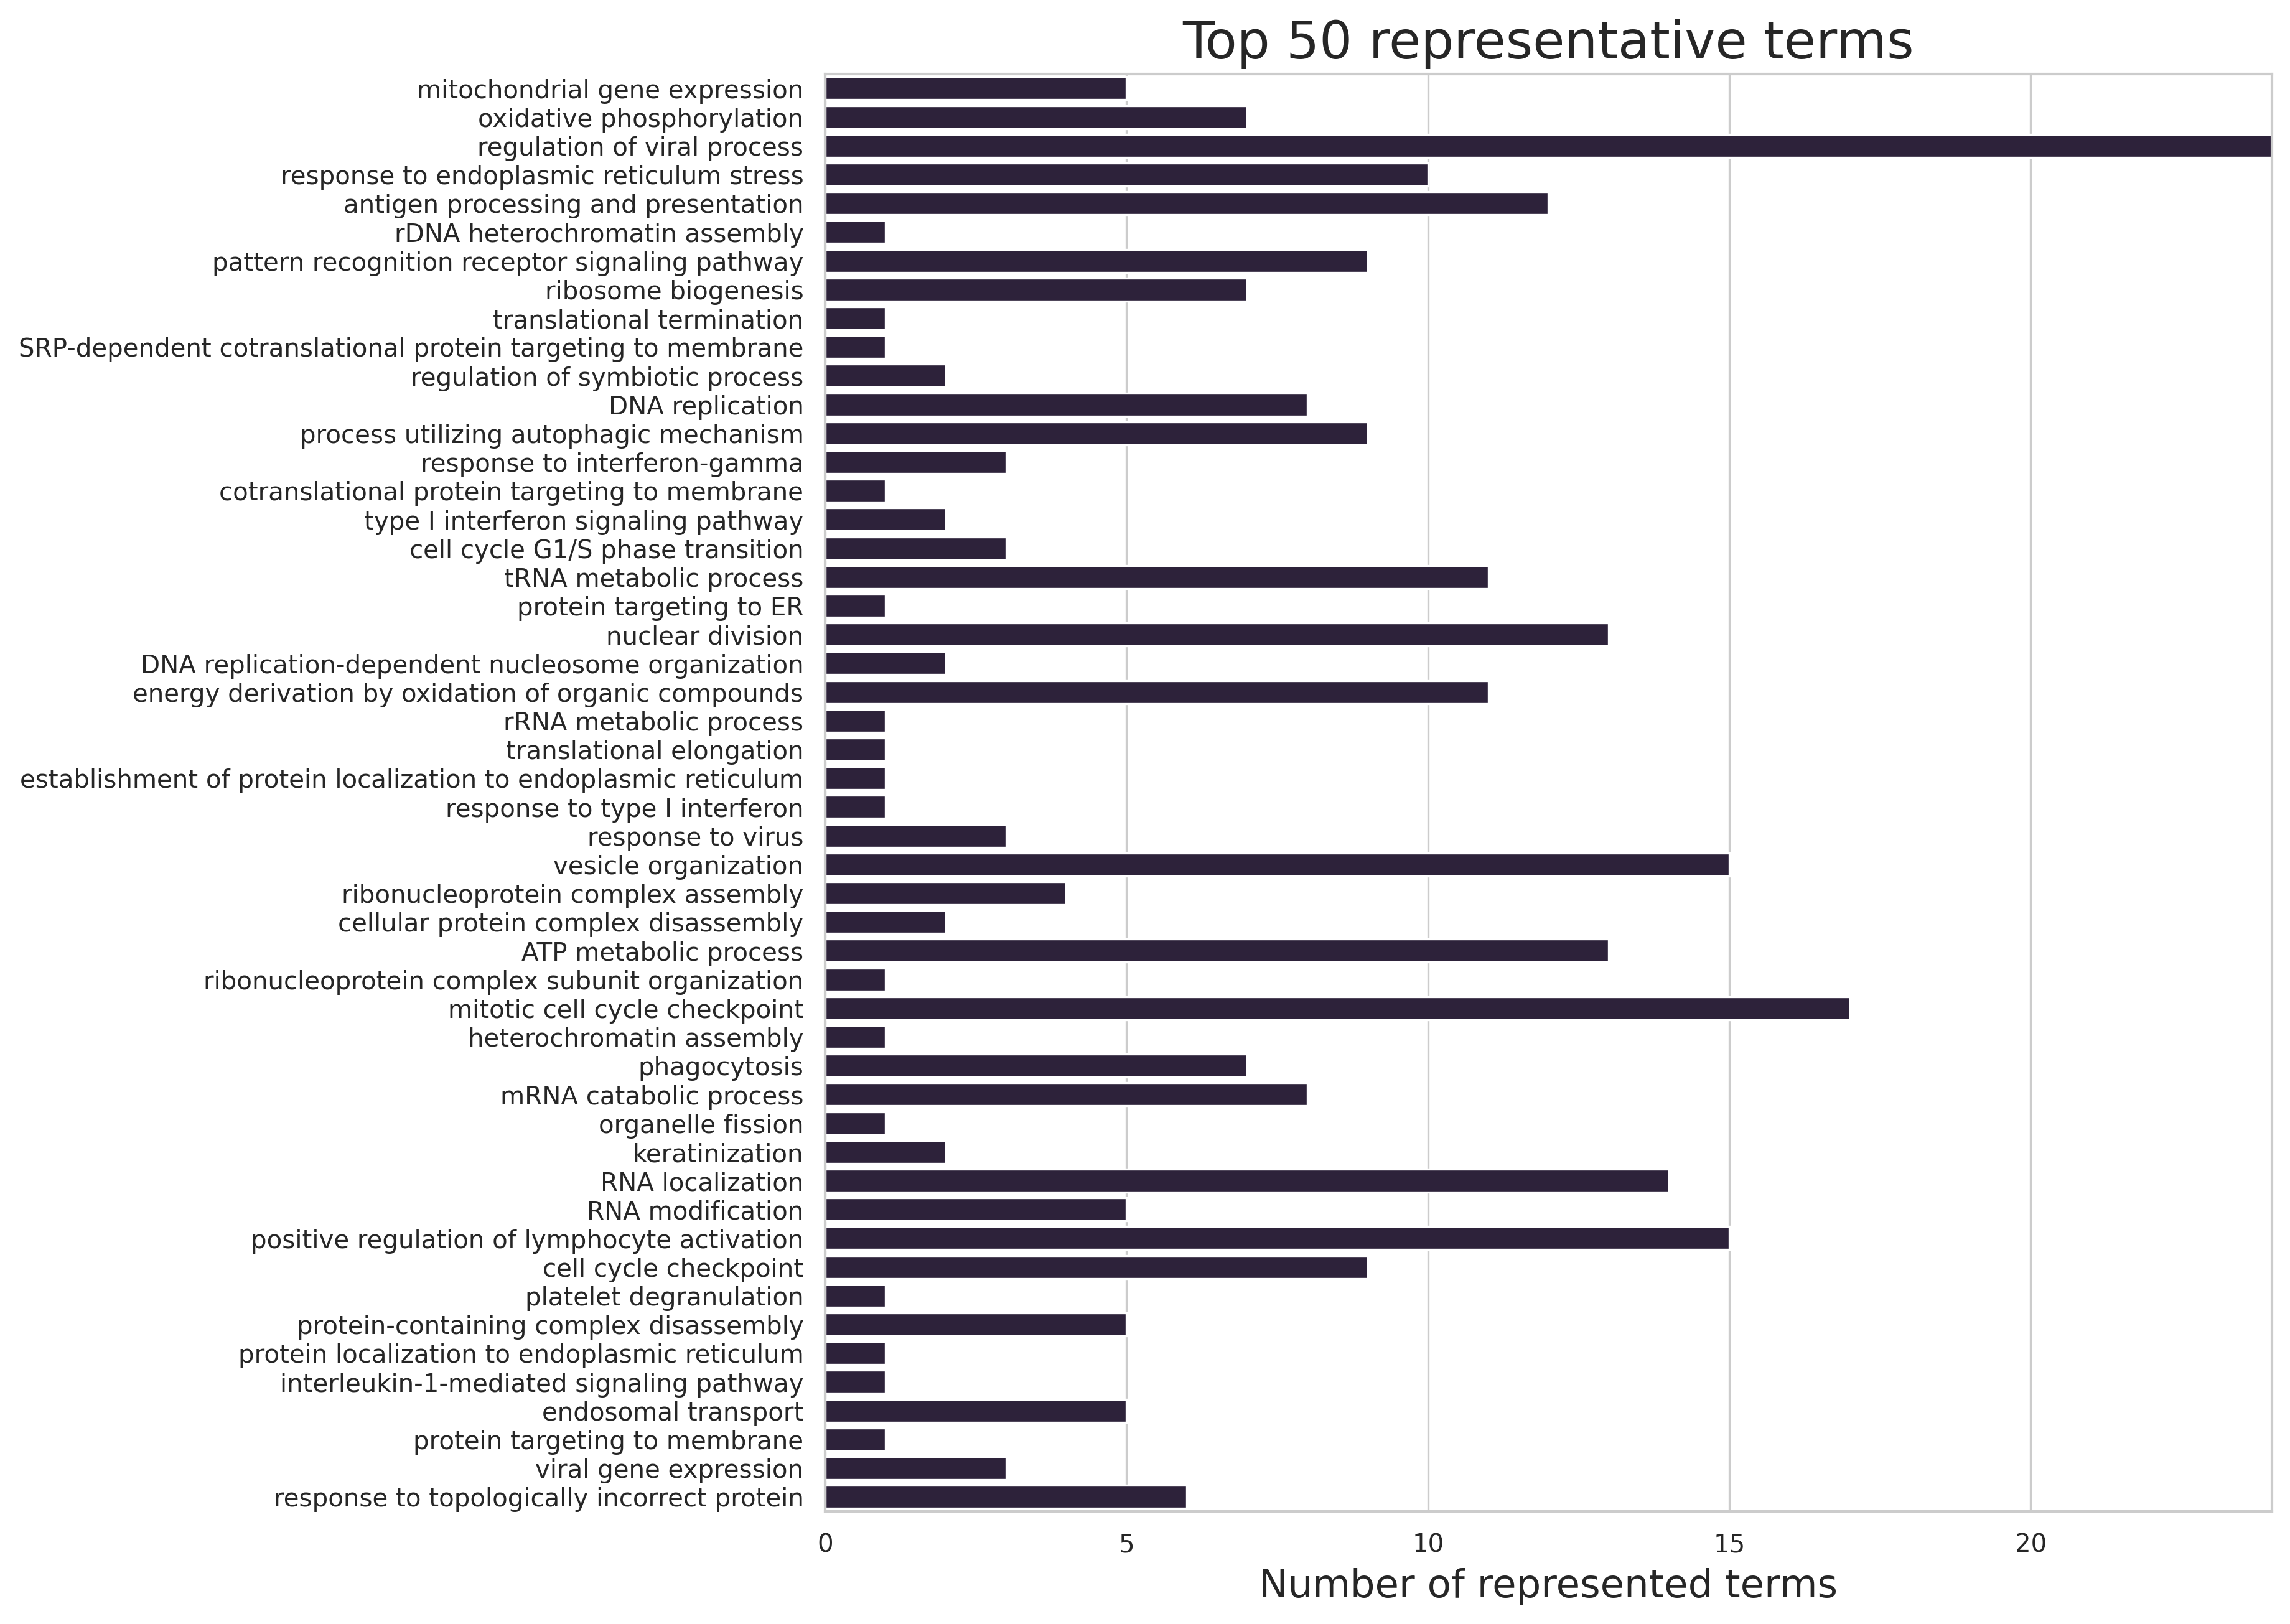 Top 50 representative terms
mitochondrial gene expression
oxidative phosphorylation
regulation of viral process
response to endoplasmic reticulum stress
antigen processing and presentation
rDNA heterochromatin assembly
pattern recognition receptor signaling pathway
ribosome biogenesis
translational termination
SRP-dependent cotranslational protein targeting to membrane
regulation of symbiotic process
DNA replication
process utilizing autophagic mechanism
response to interferon-gamma
cotranslational protein targeting to membrane
type I interferon signaling pathway
cell cycle G1/S phase transition
tRNA metabolic process
protein targeting to ER
nuclear division
DNA replication-dependent nucleosome organization
energy derivation by oxidation of organic compounds
rRNA metabolic process
translational elongation
establishment of protein localization to endoplasmic reticulum
response to type I interferon
response to virus
vesicle organization
ribonucleoprotein complex assembly
cellular protein complex disassembly
ATP metabolic process
ribonucleoprotein complex subunit organization
mitotic cell cycle checkpoint
heterochromatin assembly
phagocytosis
mRNA catabolic process
organelle fission
keratinization
RNA localization
RNA modification
positive regulation of lymphocyte activation
cell cycle checkpoint
platelet degranulation
protein-containing complex disassembly
protein localization to endoplasmic reticulum
interleukin-1-mediated signaling pathway
endosomal transport
protein targeting to membrane
viral gene expression
response to topologically incorrect protein
0 5 10 15 20
Number of represented terms